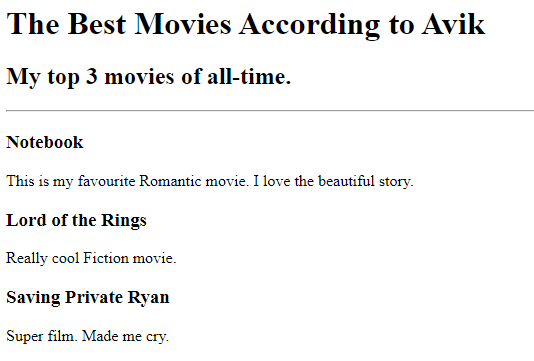 The Best Movies According to Avik
My top 3 movies of all-time.
Notebook
This is my favourite Romantic movie. I love the beautiful story.
Lord of the Rings
Really cool Fiction movie.
Saving Private Ryan
Super film. Made me cry.